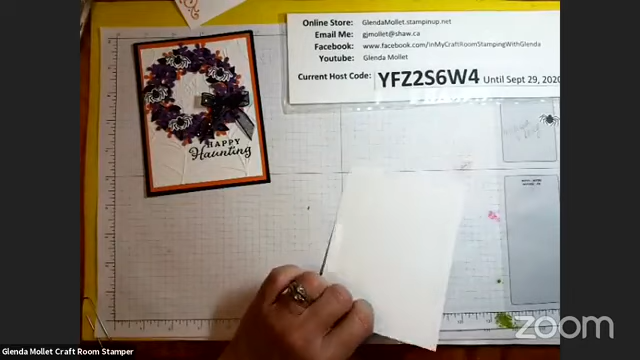 Online Store: GlendaMollet.stampinup.net
Email Me: gjmollet@shaw.ca
Facebook: www.facebook.com/InMyCraftRoomStampingWithGlenda
Youtube: Glenda Mollet
Current Host Code: YFZ2S6W4 Until Sept 29, 2020
HAPPY
Haunting
zoom
Glenda Mollet Craft Room Stamper